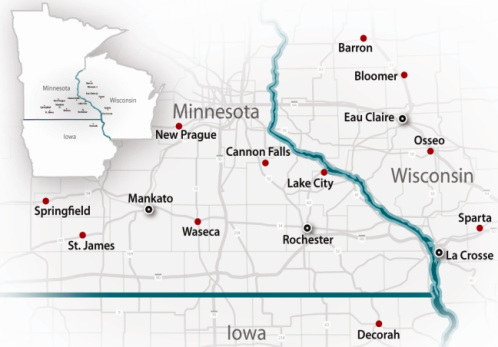 Minnesota
Wisconsin
Iowa
Barron
Bloomer
Minnesota
Eau Claire
New Prague
Osseo
Cannon Falls
Lake City
Wisconsin
Mankato
Springfield
Sparta
Waseca
St. James
Rochester
La Crosse
Iowa
Decorah